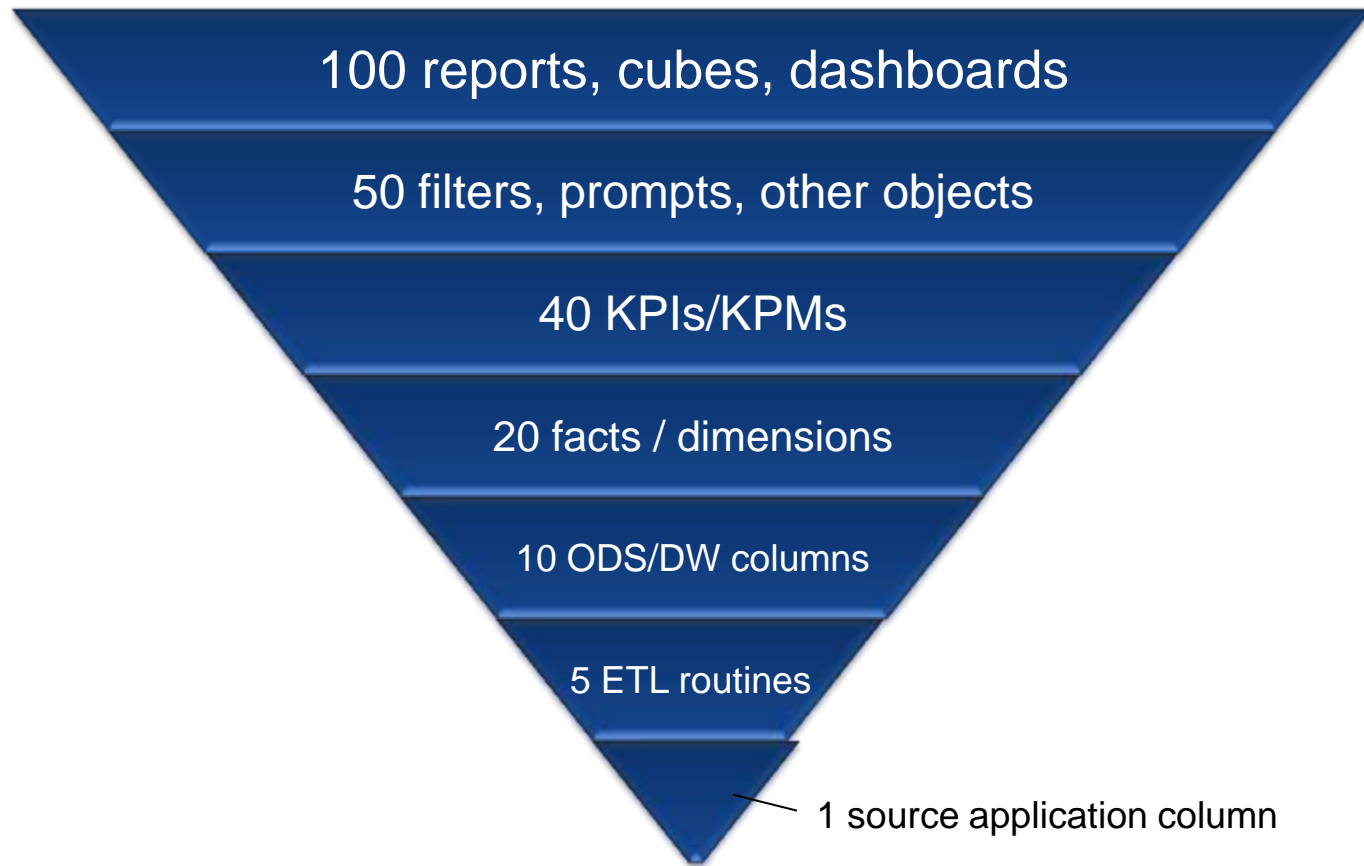 100 reports, cubes, dashboards
50 filters, prompts, other objects
40 KPIs/KPMs
20 facts / dimensions
10 ODS/DW columns
5 ETL routines
1 source application column